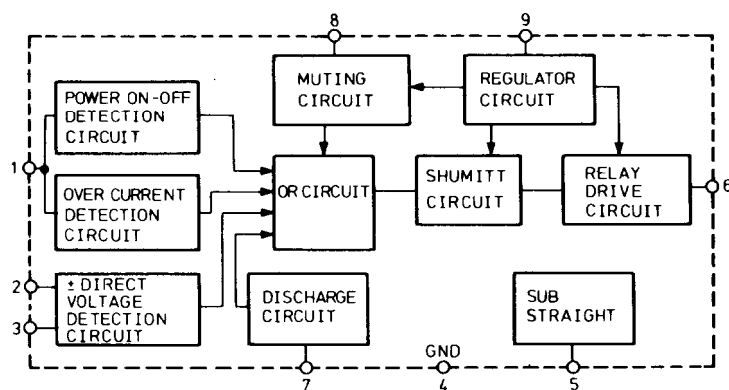 8
9
POWER ON-OFF
DETECTION
CIRCUIT
MUTING
CIRCUIT
REGULATOR
CIRCUIT
1
OVER CURRENT
DETECTION
CIRCUIT
OR CIRCUIT
SHUMITT
CIRCUIT
RELAY
DRIVE
CIRCUIT
6
2
3
± DIRECT
VOLTAGE
DETECTION
CIRCUIT
DISCHARGE
CIRCUIT
SUB
STRAIGHT
GND
7
4
5